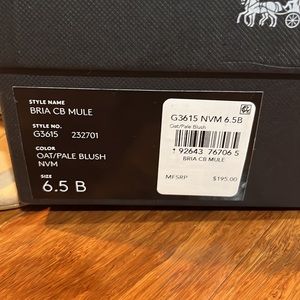 STYLE NAME
BRIA CB MULE
STYLE NO.
G3615 232701
COLOR
OAT/PALE BLUSH
NVM
SIZE
6.5 B
G3615 NVM 6.5B
Oat/Pale Blush
1 92643 76706 5
BRIA CB MULE
MFSRP $195.00